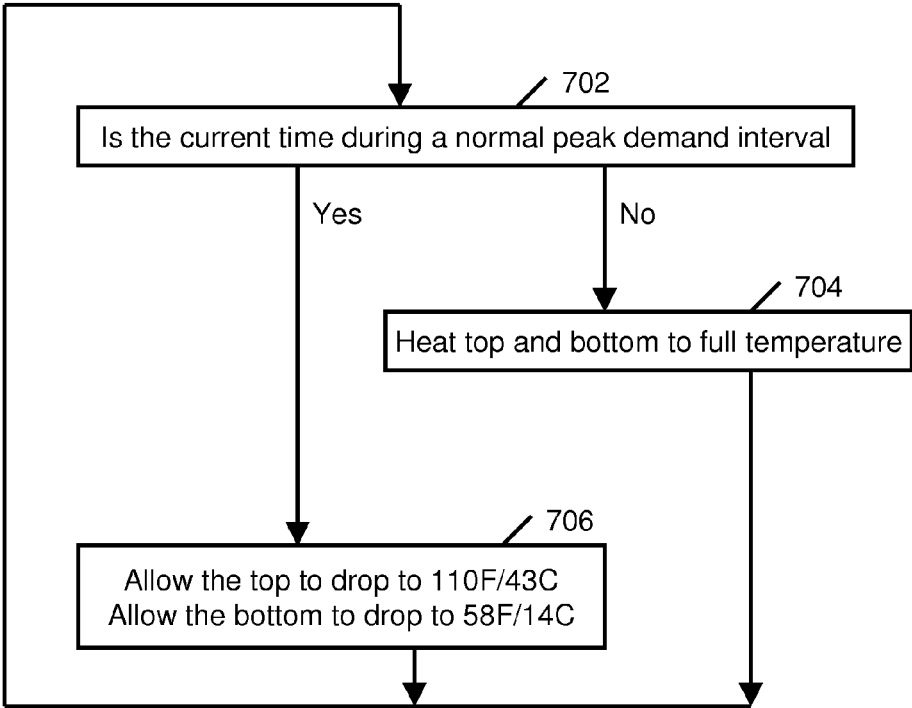 702
Is the current time during a normal peak demand interval
Yes
No
704
Heat top and bottom to full temperature
706
Allow the top to drop to 110F/43C
Allow the bottom to drop to 58F/14C